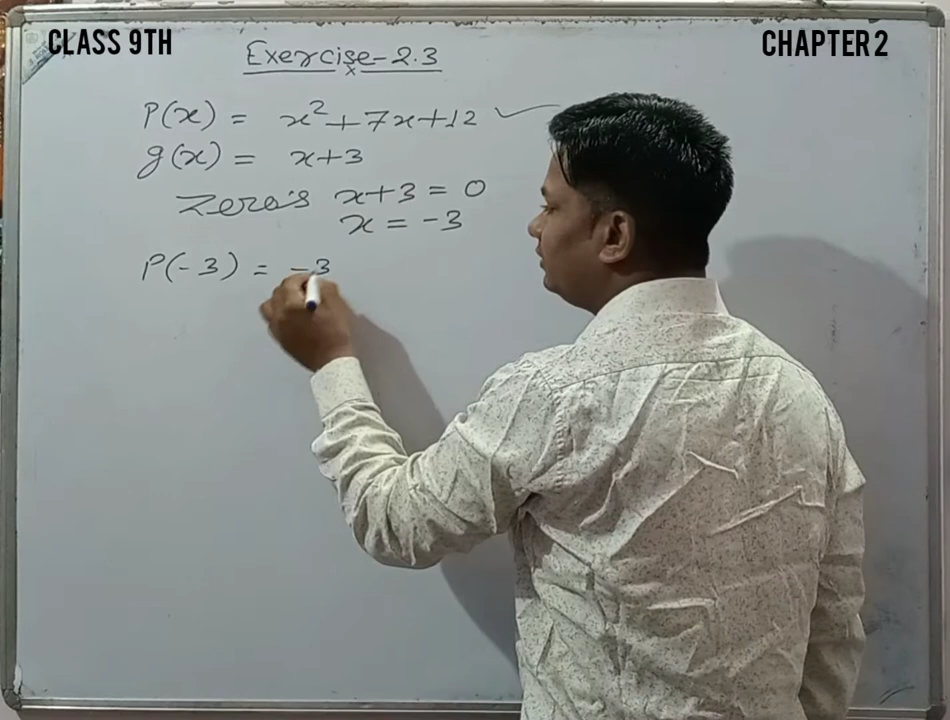 CLASS 9TH
CHAPTER 2
Exercise-2.3
x
P(x) = x²+7x+12 ✓
g(x) = x+3
Zero's x+3 = 0
x = -3
P(-3) = -3